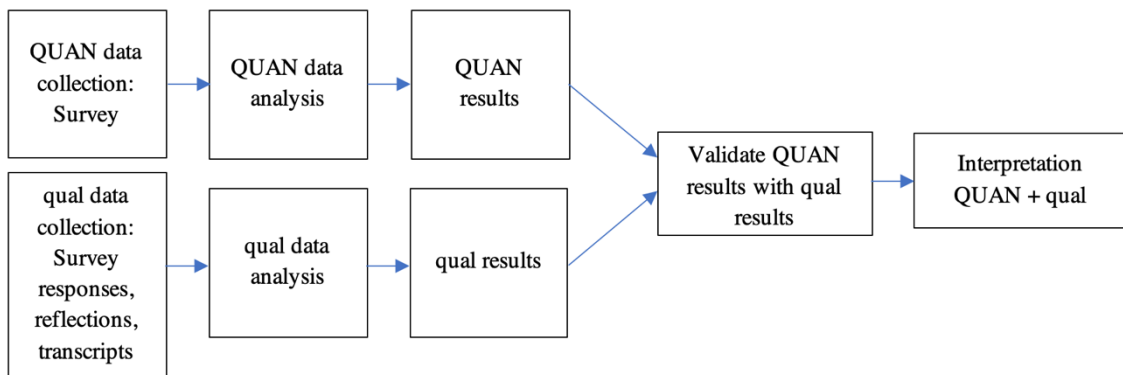 QUAN data
collection:
Survey
QUAN data
analysis
QUAN
results
qual data
collection:
Survey
responses,
reflections,
transcripts
qual data
analysis
qual results
Validate QUAN
results with qual
results
Interpretation
QUAN + qual